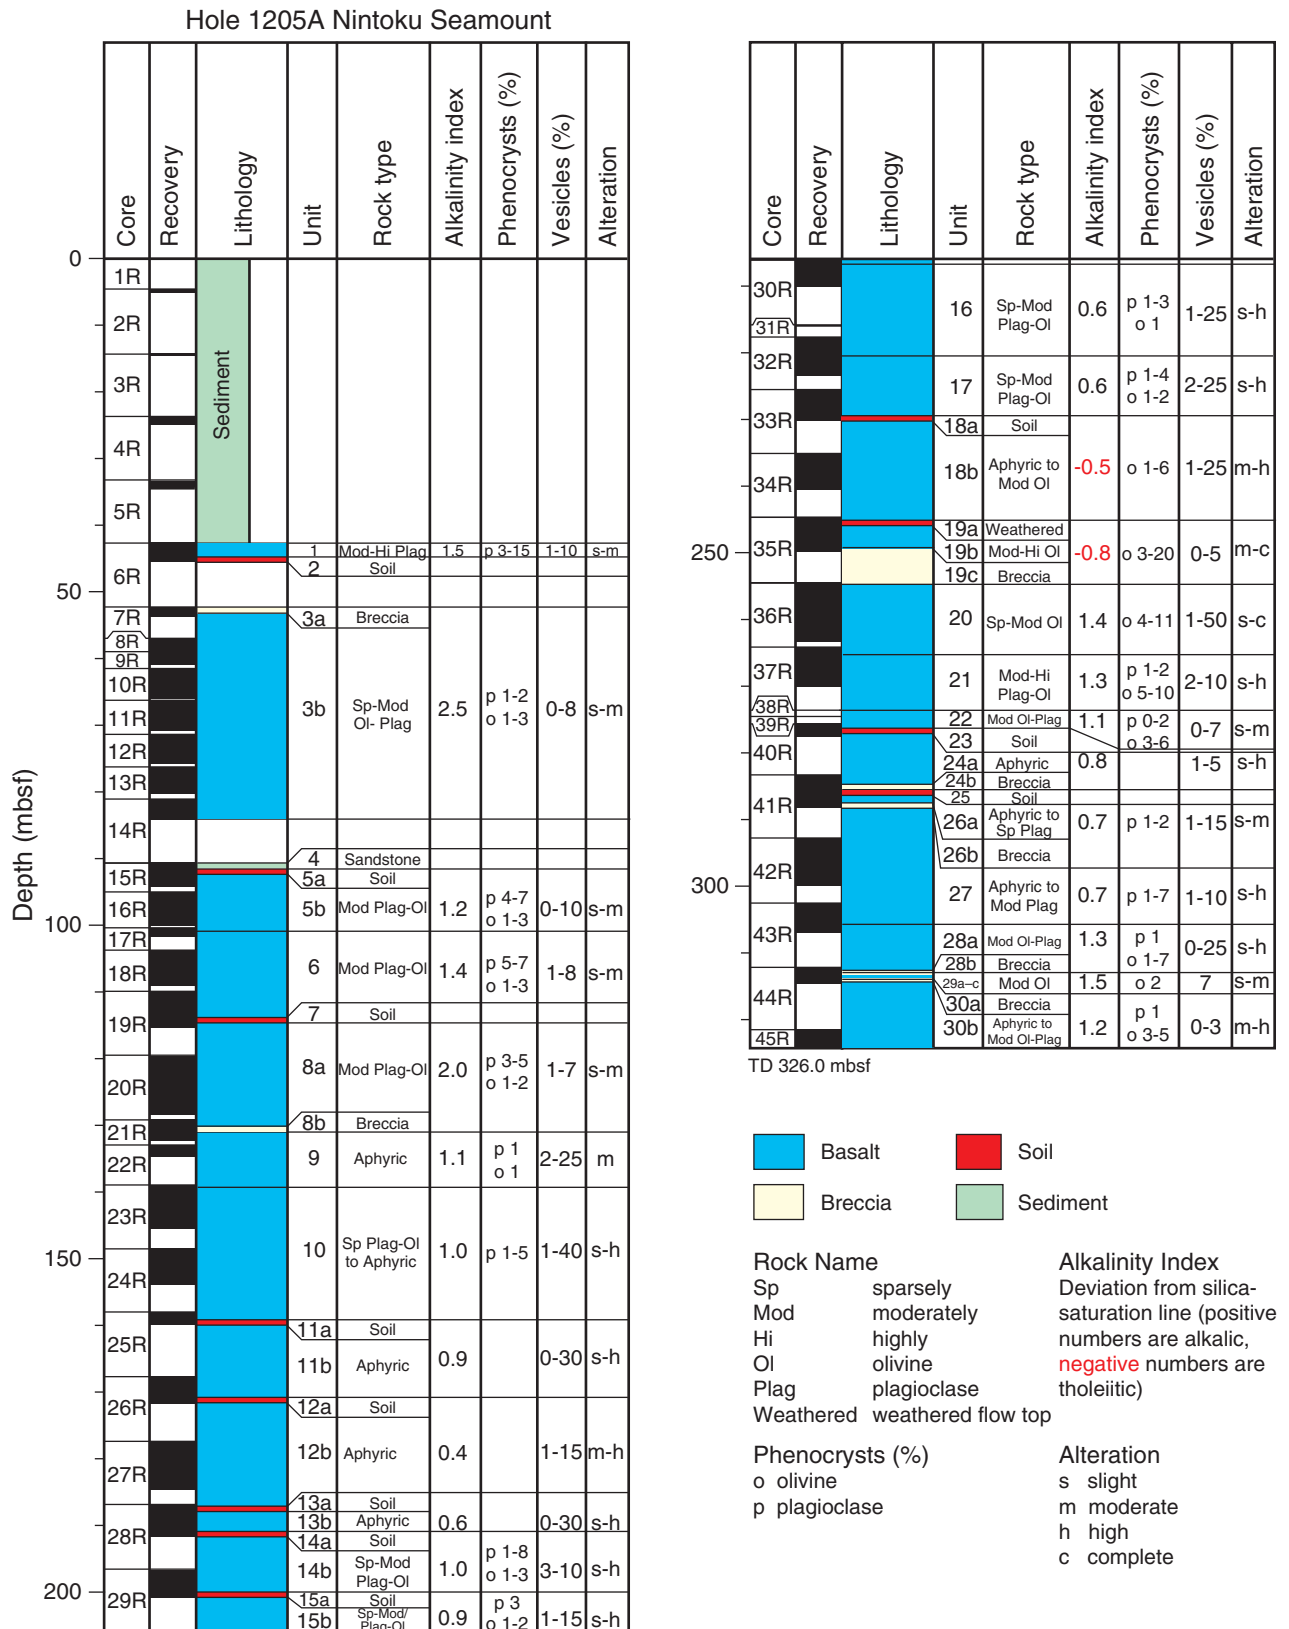 Hole 1205A Nintoku Seamount
Core Recovery Lithology Unit Rock type Alkalinity index Phenocrysts (%) Vesicles (%) Alteration
Depth (mbsf)
0
1R
2R
3R
Sediment
4R
5R
1 Mod-Hi Plag 1.5 p 3-15 1-10 s-m
2 Soil
6R
50
7R
3a Breccia
8R
9R
10R
3b Sp-Mod Ol- Plag 2.5 p 1-2 o 1-3 0-8 s-m
11R
12R
13R
14R
4 Sandstone
15R
5a Soil
16R
5b Mod Plag-Ol 1.2 p 4-7 o 1-3 0-10 s-m
100
17R
18R
6 Mod Plag-Ol 1.4 p 5-7 o 1-3 1-8 s-m
7 Soil
19R
8a Mod Plag-Ol 2.0 p 3-5 o 1-2 1-7 s-m
20R
8b Breccia
21R
22R
9 Aphyric 1.1 p 1 o 1 2-25 m
23R
150
10 Sp Plag-Ol to Aphyric 1.0 p 1-5 1-40 s-h
24R
11a Soil
25R
11b Aphyric 0.9 0-30 s-h
26R
12a Soil
12b Aphyric 0.4 1-15 m-h
27R
13a Soil
13b Aphyric 0.6 0-30 s-h
28R
14a Soil
14b Sp-Mod Plag-Ol 1.0 p 1-8 o 1-3 3-10 s-h
200
29R
15a Soil
15b Sp-Mod/ Plag-Ol 0.9 p 3 o 1-2 1-15 s-h
Core Recovery Lithology Unit Rock type Alkalinity index Phenocrysts (%) Vesicles (%) Alteration
30R
16 Sp-Mod Plag-Ol 0.6 p 1-3 o 1 1-25 s-h
31R
32R
17 Sp-Mod Plag-Ol 0.6 p 1-4 o 1-2 2-25 s-h
33R
18a Soil
18b Aphyric to Mod Ol -0.5 o 1-6 1-25 m-h
34R
19a Weathered
35R
250
19b Mod-Hi Ol -0.8 o 3-20 0-5 m-c
19c Breccia
36R
20 Sp-Mod Ol 1.4 o 4-11 1-50 s-c
37R
21 Mod-Hi Plag-Ol 1.3 p 1-2 o 5-10 2-10 s-h
38R
39R
22 Mod Ol-Plag 1.1 p 0-2 o 3-6 0-7 s-m
23 Soil
40R
24a Aphyric 0.8 1-5 s-h
24b Breccia
25 Soil
41R
26a Aphyric to Sp Plag 0.7 p 1-2 1-15 s-m
26b Breccia
42R
300
27 Aphyric to Mod Plag 0.7 p 1-7 1-10 s-h
43R
28a Mod Ol-Plag 1.3 p 1 o 1-7 0-25 s-h
28b Breccia
29a–c Mod Ol 1.5 o 2 7 s-m
44R
30a Breccia
30b Aphyric to Mod Ol-Plag 1.2 p 1 o 3-5 0-3 m-h
45R
TD 326.0 mbsf
Basalt Soil
Breccia Sediment
Rock Name
Sp sparsely
Mod moderately
Hi highly
Ol olivine
Plag plagioclase
Weathered weathered flow top
Alkalinity Index
Deviation from silica-
saturation line (positive
numbers are alkalic,
negative numbers are
tholeiitic)
Phenocrysts (%)
o olivine
p plagioclase
Alteration
s slight
m moderate
h high
c complete